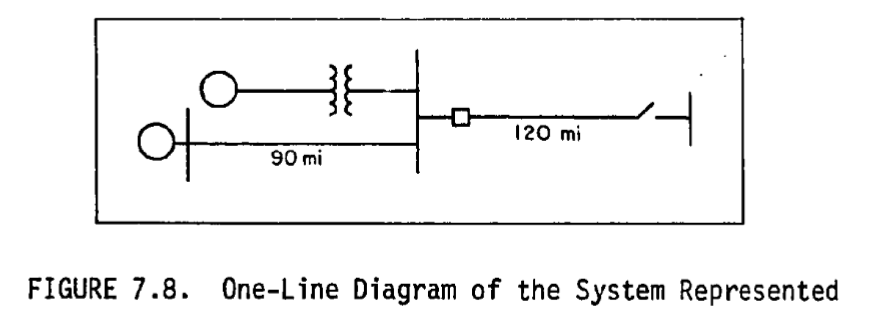 120 mi
90 mi
FIGURE 7.8. One-Line Diagram of the System Represented